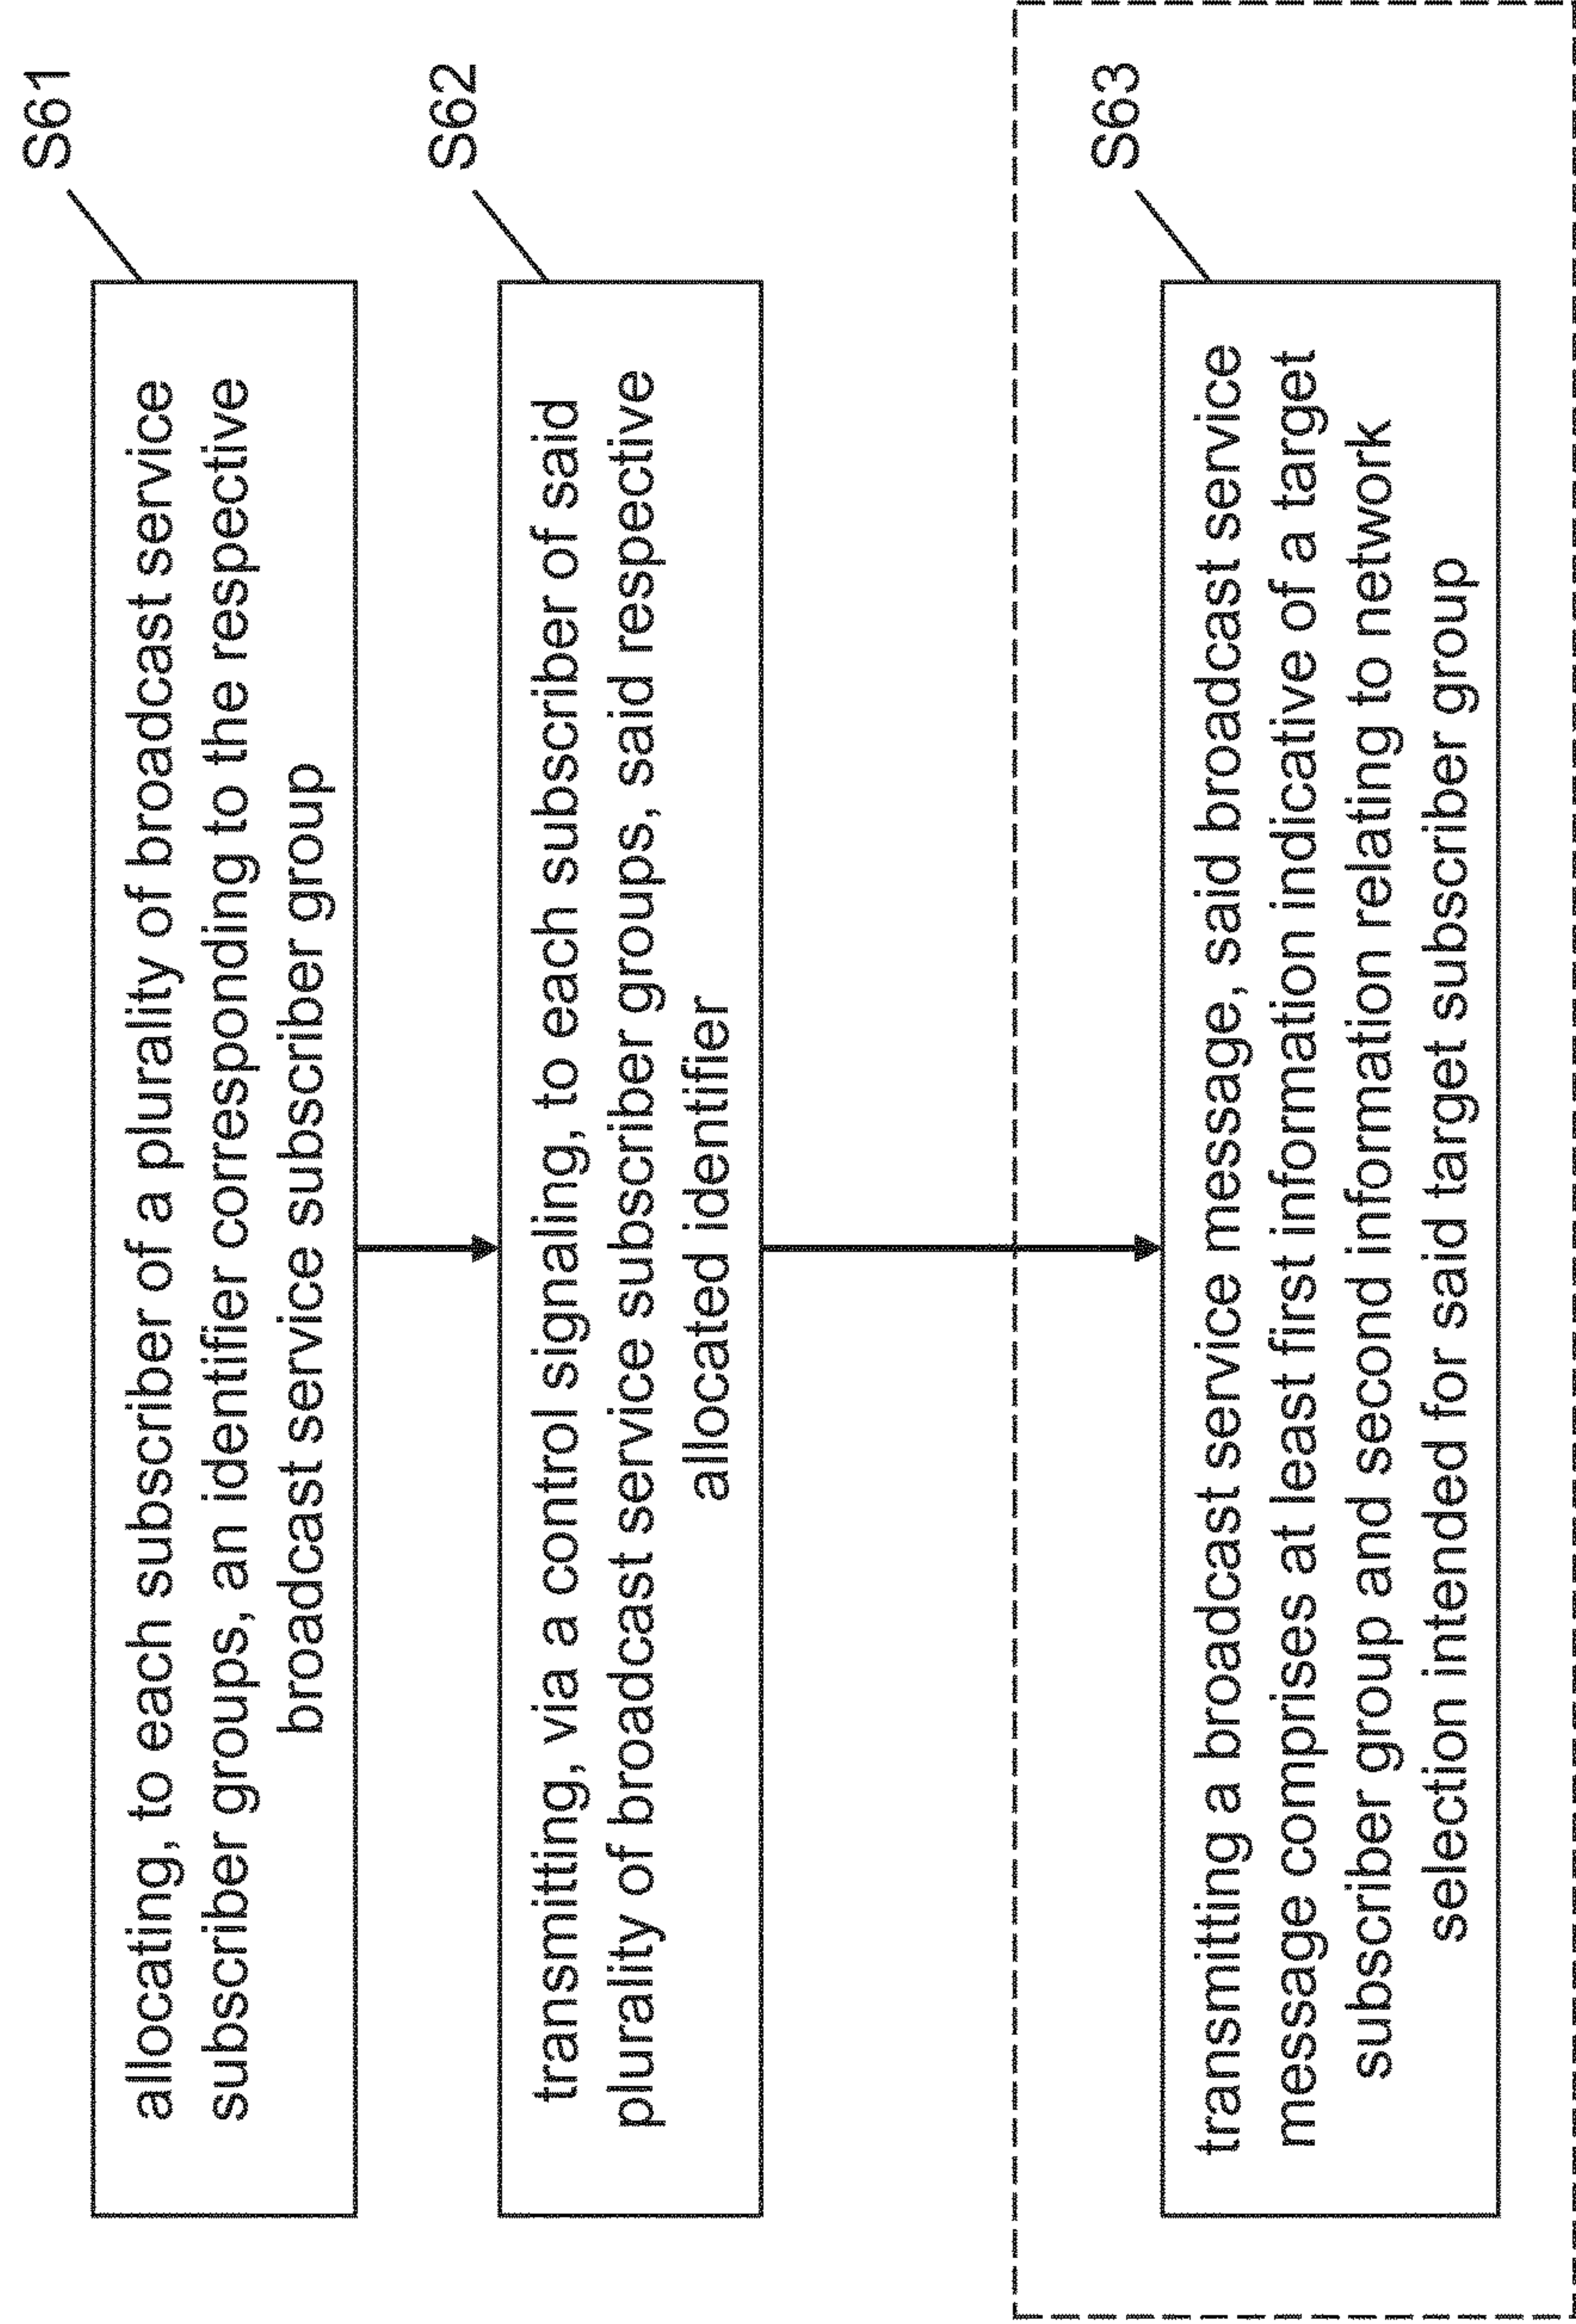 S61
allocating, to each subscriber of a plurality of broadcast service
subscriber groups, an identifier corresponding to the respective
broadcast service subscriber group
S62
transmitting, via a control signaling, to each subscriber of said
plurality of broadcast service subscriber groups, said respective
allocated identifier
S63
transmitting a broadcast service message, said broadcast service
message comprises at least first information indicative of a target
subscriber group and second information relating to network
selection intended for said target subscriber group